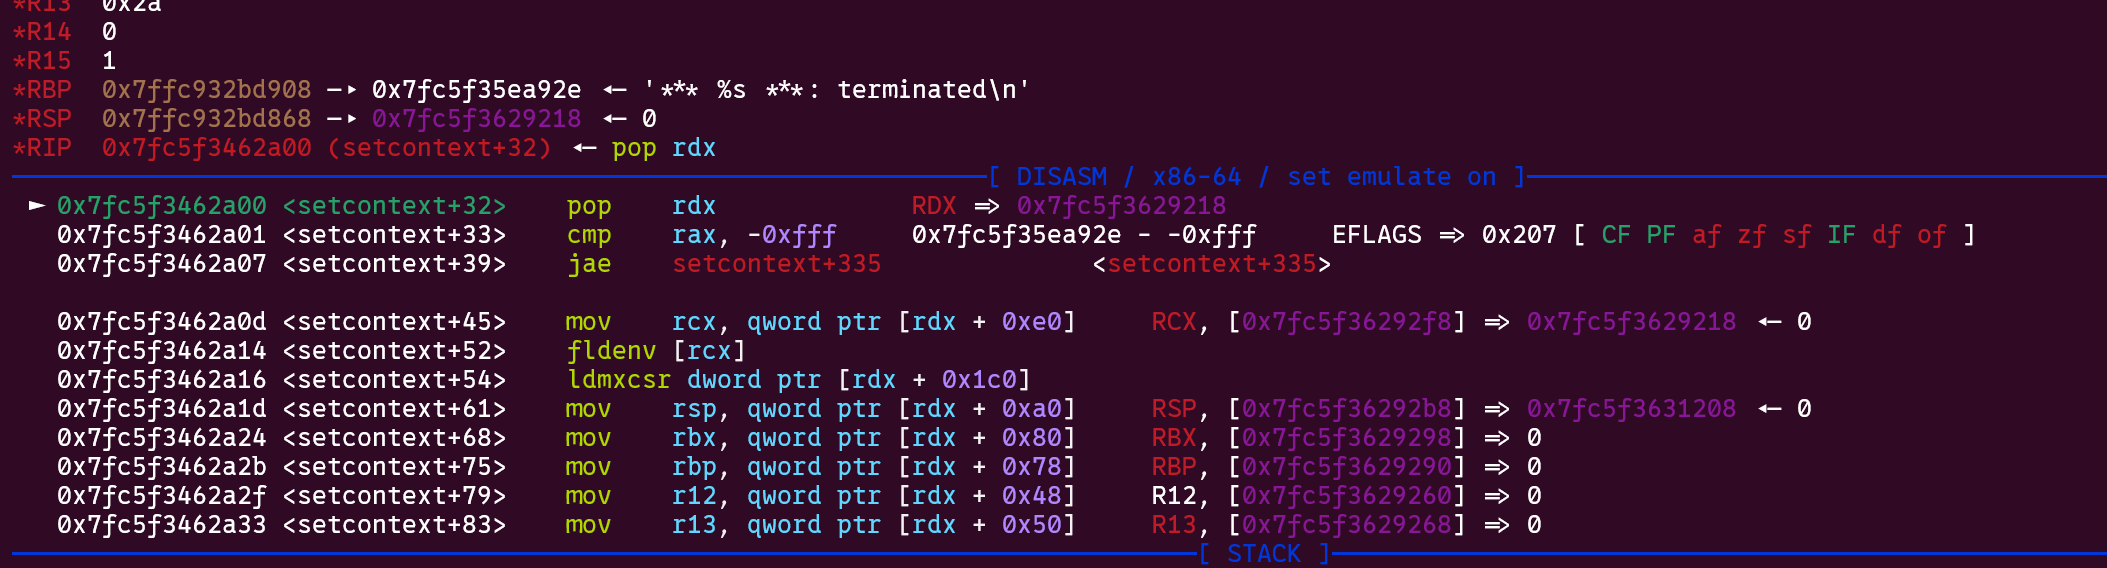 *R13  0x2a
*R14  0
*R15  1
*RBP  0x7ffc932bd908 —▸ 0x7fc5f35ea92e ◂— '*** %s ***: terminated\n'
*RSP  0x7ffc932bd868 —▸ 0x7fc5f3629218 ◂— 0
*RIP  0x7fc5f3462a00 (setcontext+32) ◂— pop rdx
[ DISASM / x86-64 / set emulate on ]
► 0x7fc5f3462a00 <setcontext+32>    pop    rdx             RDX => 0x7fc5f3629218
0x7fc5f3462a01 <setcontext+33>    cmp    rax, -0xfff     0x7fc5f35ea92e - -0xfff     EFLAGS => 0x207 [ CF PF af zf sf IF df of ]
0x7fc5f3462a07 <setcontext+39>    jae    setcontext+335              <setcontext+335>
0x7fc5f3462a0d <setcontext+45>    mov    rcx, qword ptr [rdx + 0xe0]     RCX, [0x7fc5f36292f8] => 0x7fc5f3629218 ◂— 0
0x7fc5f3462a14 <setcontext+52>    fldenv [rcx]
0x7fc5f3462a16 <setcontext+54>    ldmxcsr dword ptr [rdx + 0x1c0]
0x7fc5f3462a1d <setcontext+61>    mov    rsp, qword ptr [rdx + 0xa0]     RSP, [0x7fc5f36292b8] => 0x7fc5f3631208 ◂— 0
0x7fc5f3462a24 <setcontext+68>    mov    rbx, qword ptr [rdx + 0x80]     RBX, [0x7fc5f3629298] => 0
0x7fc5f3462a2b <setcontext+75>    mov    rbp, qword ptr [rdx + 0x78]     RBP, [0x7fc5f3629290] => 0
0x7fc5f3462a2f <setcontext+79>    mov    r12, qword ptr [rdx + 0x48]     R12, [0x7fc5f3629260] => 0
0x7fc5f3462a33 <setcontext+83>    mov    r13, qword ptr [rdx + 0x50]     R13, [0x7fc5f3629268] => 0
[ STACK ]